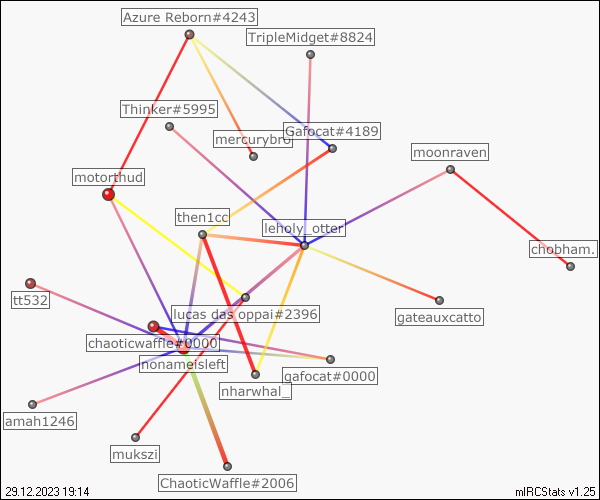 Azure Reborn#4243
TripleMidget#8824
Thinker#5995
mercurybro
Gafocat#4189
moonraven
motorthud
then1cc
leholy_otter
chobham.
tt532
lucas das oppai#2396
gateauxcatto
chaoticwaffle#0000
nonameisleft
gafocat#0000
nharwhal_
amah1246
mukszi
ChaoticWaffle#2006
29.12.2023 19:14
mIRCStats v1.25